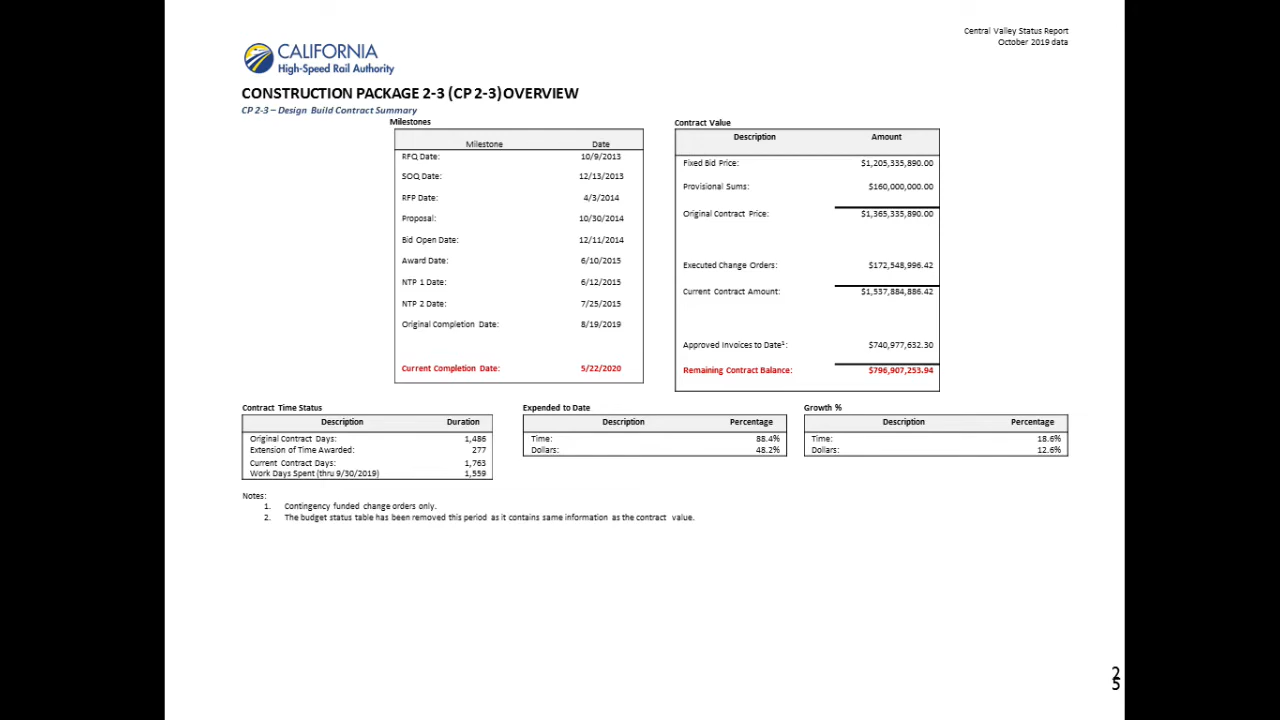 Central Valley Status Report
October 2019 data
CALIFORNIA
High-Speed Rail Authority
CONSTRUCTION PACKAGE 2-3 (CP 2-3) OVERVIEW
CP 2-3 – Design Build Contract Summary
Milestones
Milestone Date
RFQ Date: 10/9/2013
SOQ Date: 12/13/2013
RFP Date: 4/3/2014
Proposal: 10/30/2014
Bid Open Date: 12/11/2014
Award Date: 6/10/2015
NTP 1 Date: 6/12/2015
NTP 2 Date: 7/25/2015
Original Completion Date: 8/19/2019
Current Completion Date: 5/22/2020
Contract Value
Description Amount
Fixed Bid Price: $1,205,335,890.00
Provisional Sums: $160,000,000.00
Original Contract Price: $1,365,335,890.00
Executed Change Orders: $172,548,996.42
Current Contract Amount: $1,537,884,886.42
Approved Invoices to Date¹: $740,977,632.30
Remaining Contract Balance: $796,907,253.94
Contract Time Status
Description Duration
Original Contract Days: 1,486
Extension of Time Awarded: 277
Current Contract Days: 1,763
Work Days Spent (thru 9/30/2019) 1,559
Expended to Date
Description Percentage
Time: 88.4%
Dollars: 48.2%
Growth %
Description Percentage
Time: 18.6%
Dollars: 12.6%
Notes:
1. Contingency funded change orders only.
2. The budget status table has been removed this period as it contains same information as the contract value.
2
5